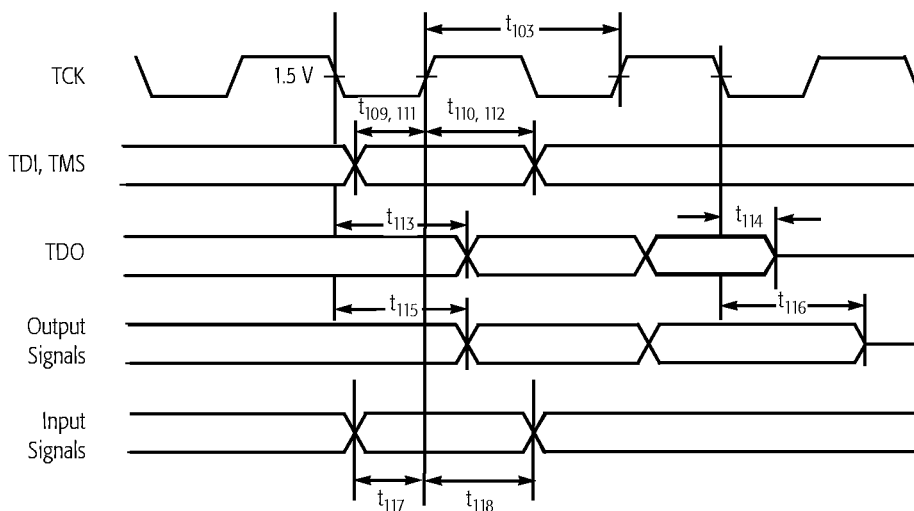 t103
TCK
1.5 V
t109, 111
t110, 112
TDI, TMS
t113
t114
TDO
t115
t116
Output
Signals
Input
Signals
t117
t118